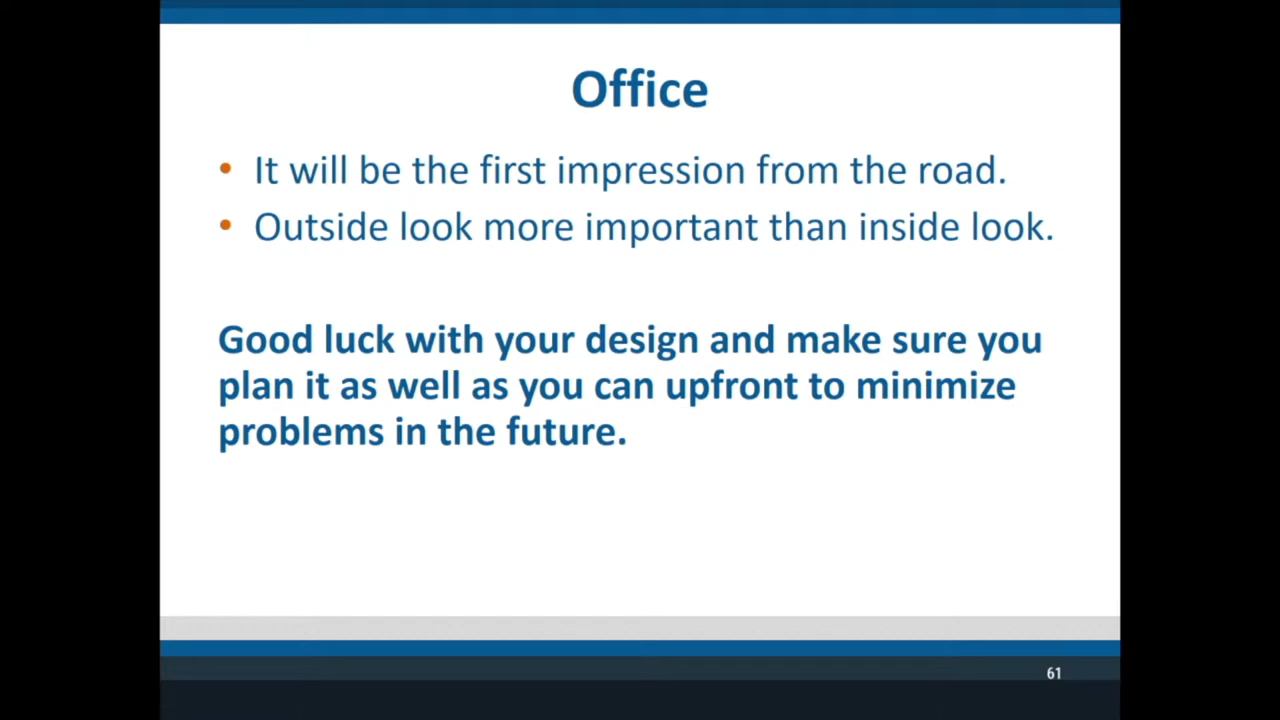 Office
• It will be the first impression from the road.
• Outside look more important than inside look.
Good luck with your design and make sure you
plan it as well as you can upfront to minimize
problems in the future.
61